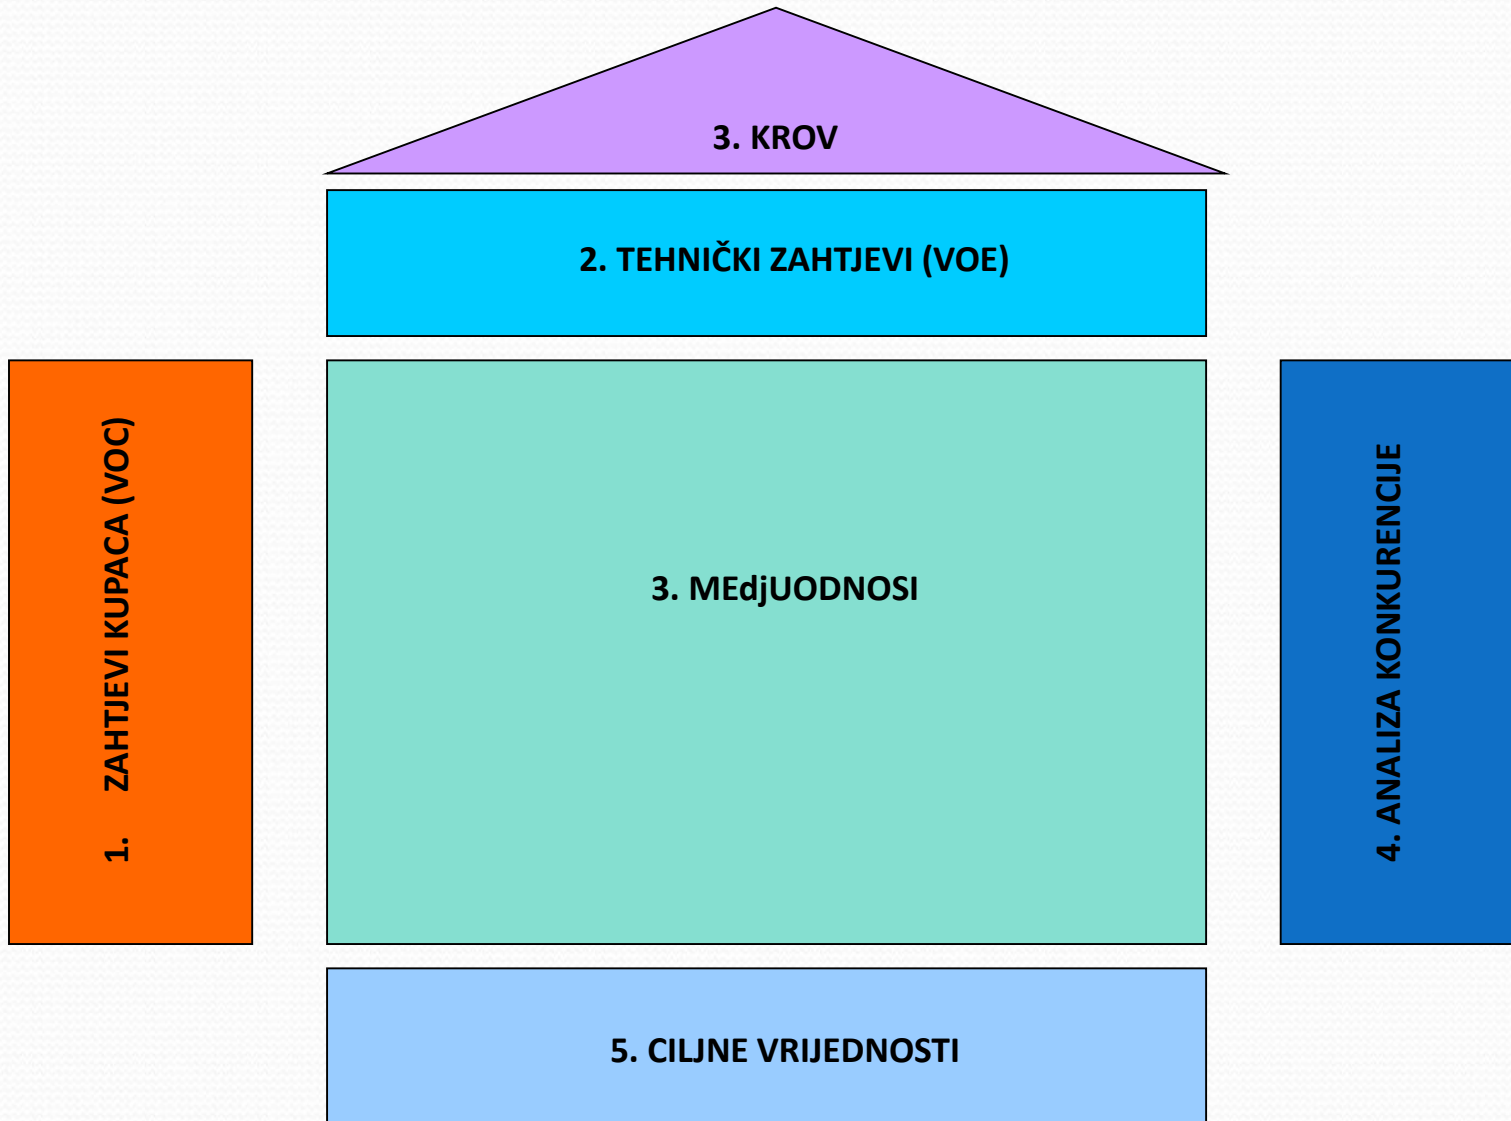 3. KROV
2. TEHNIČKI ZAHTJEVI (VOE)
1. ZAHTJEVI KUPACA (VOC)
3. MEdjUODNOSI
4. ANALIZA KONKURENCIJE
5. CILJNE VRIJEDNOSTI